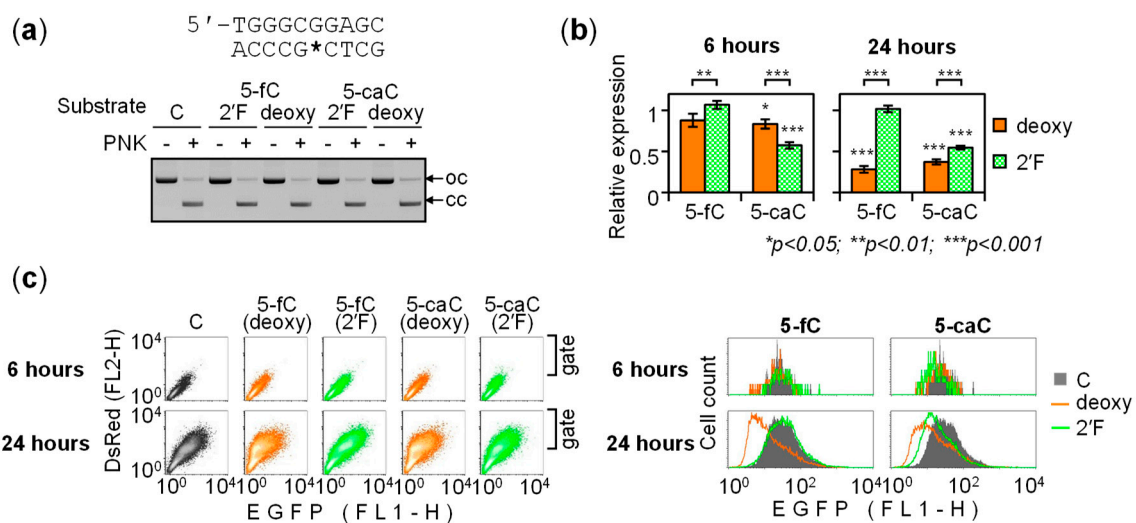 (a)
5′-TGGGCGGAGC
ACCCG*CTCG
Substrate
C
5-fC
2′F deoxy
5-caC
2′F deoxy
PNK
- + - + - + - + - +
oc
cc
(b)
6 hours
24 hours
Relative expression
1
0.5
0
**
***
*
***
***
***
***
***
***
5-fC
5-caC
5-fC
5-caC
deoxy
2′F
*p<0.05; **p<0.01; ***p<0.001
(c)
C
5-fC
(deoxy)
5-fC
(2′F)
5-caC
(deoxy)
5-caC
(2′F)
6 hours
24 hours
DsRed (FL2-H)
10⁴
10⁰
10⁴
10⁰
gate
gate
10⁰ 10⁴ 10⁰ 10⁴ 10⁰ 10⁴ 10⁰ 10⁴ 10⁰ 10⁴
EGFP (FL1-H)
5-fC
5-caC
6 hours
24 hours
Cell count
C
deoxy
2′F
10⁰ 10² 10⁴ 10⁰ 10² 10⁴
EGFP (FL1-H)